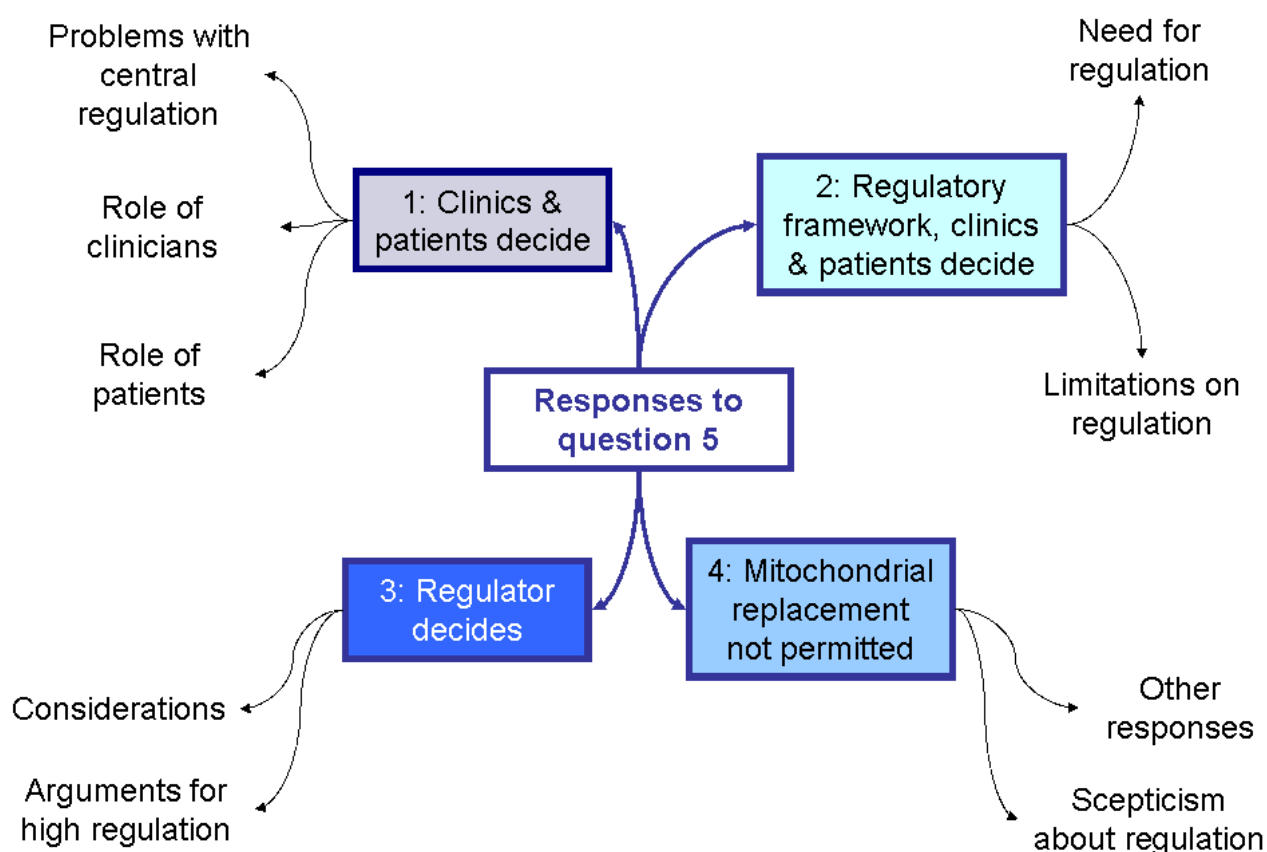 Problems with
central
regulation
Role of
clinicians
Role of
patients
1: Clinics &
patients decide
Need for
regulation
2: Regulatory
framework, clinics
& patients decide
Limitations on
regulation
Responses to
question 5
3: Regulator
decides
Considerations
Arguments for
high regulation
4: Mitochondrial
replacement
not permitted
Other
responses
Scepticism
about regulation